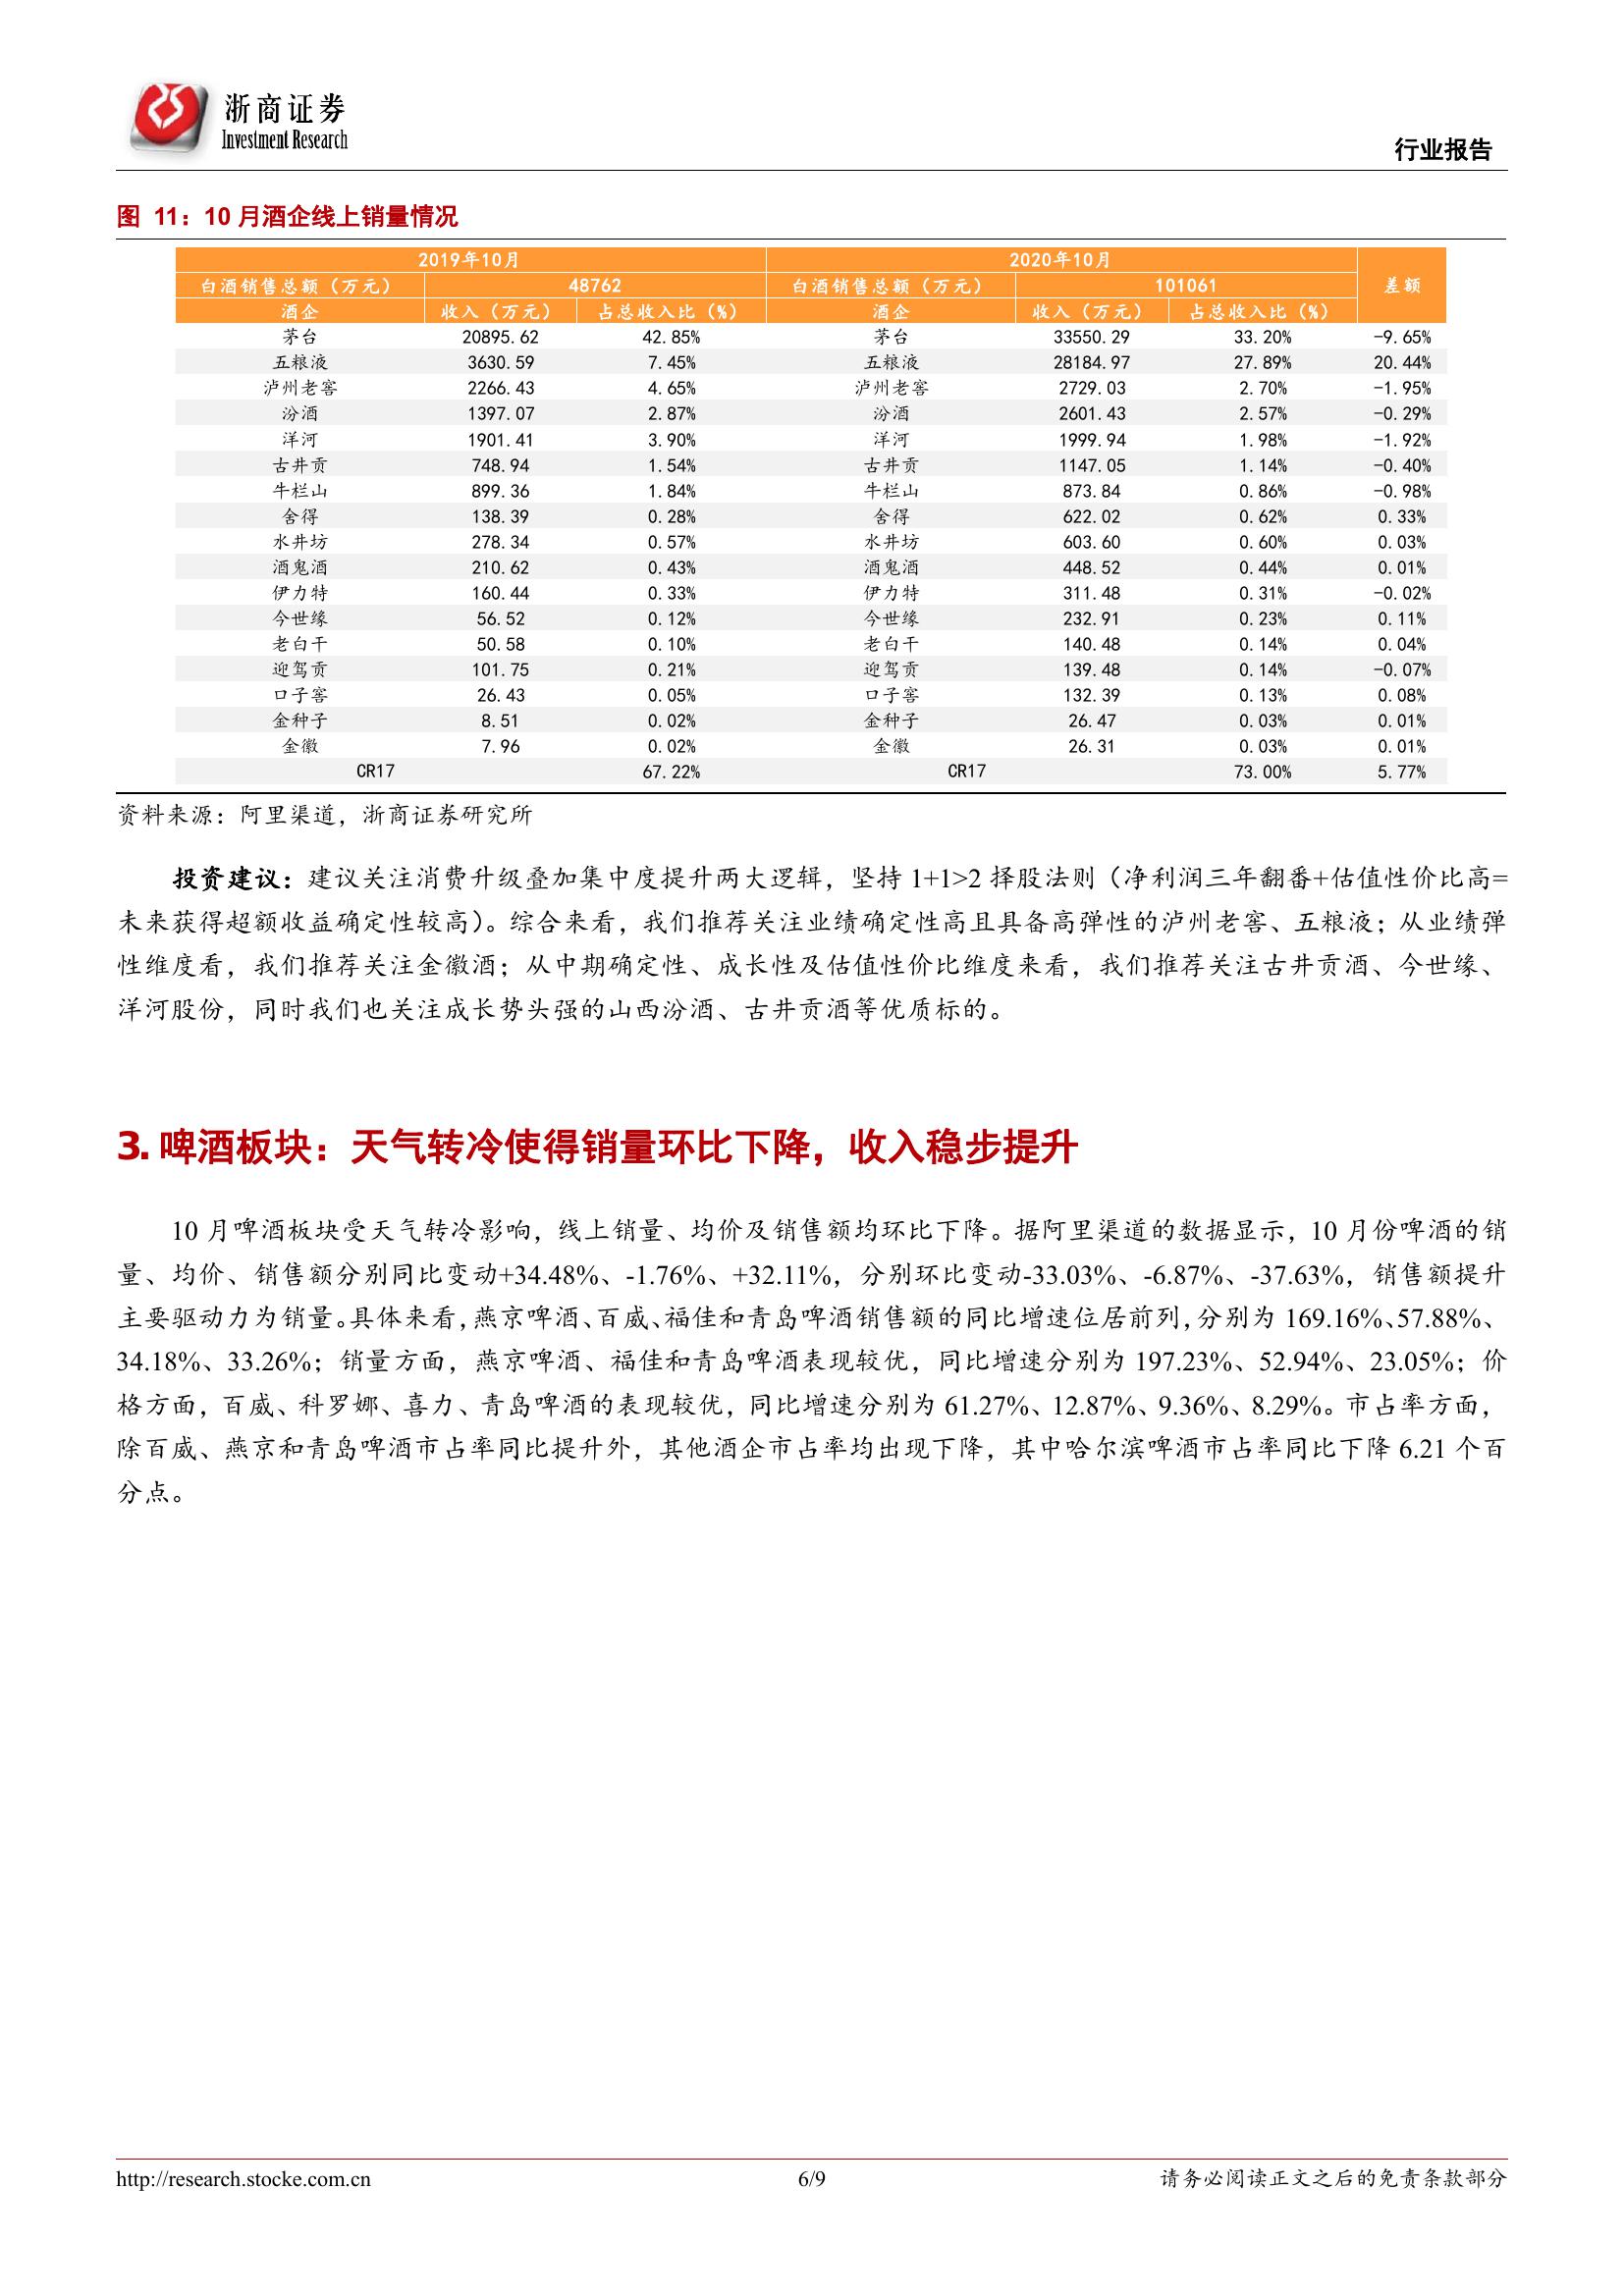 浙商证券
Investment Research
行业报告
图 11：10 月酒企线上销量情况
2019年10月 2020年10月 差额
白酒销售总额（万元） 48762 白酒销售总额（万元） 101061
酒企 收入（万元） 占总收入比（%） 酒企 收入（万元） 占总收入比（%）
茅台 20895.62 42.85% 茅台 33550.29 33.20% -9.65%
五粮液 3630.59 7.45% 五粮液 28184.97 27.89% 20.44%
泸州老窖 2266.43 4.65% 泸州老窖 2729.03 2.70% -1.95%
汾酒 1397.07 2.87% 汾酒 2601.43 2.57% -0.29%
洋河 1901.41 3.90% 洋河 1999.94 1.98% -1.92%
古井贡 748.94 1.54% 古井贡 1147.05 1.14% -0.40%
牛栏山 899.36 1.84% 牛栏山 873.84 0.86% -0.98%
舍得 138.39 0.28% 舍得 622.02 0.62% 0.33%
水井坊 278.34 0.57% 水井坊 603.60 0.60% 0.03%
酒鬼酒 210.62 0.43% 酒鬼酒 448.52 0.44% 0.01%
伊力特 160.44 0.33% 伊力特 311.48 0.31% -0.02%
今世缘 56.52 0.12% 今世缘 232.91 0.23% 0.11%
老白干 50.58 0.10% 老白干 140.48 0.14% 0.04%
迎驾贡 101.75 0.21% 迎驾贡 139.48 0.14% -0.07%
口子窖 26.43 0.05% 口子窖 132.39 0.13% 0.08%
金种子 8.51 0.02% 金种子 26.47 0.03% 0.01%
金徽 7.96 0.02% 金徽 26.31 0.03% 0.01%
CR17 67.22% CR17 73.00% 5.77%
资料来源：阿里渠道，浙商证券研究所
投资建议：建议关注消费升级叠加集中度提升两大逻辑，坚持 1+1>2 择股法则（净利润三年翻番+估值性价比高=
未来获得超额收益确定性较高）。综合来看，我们推荐关注业绩确定性高且具备高弹性的泸州老窖、五粮液；从业绩弹
性维度看，我们推荐关注金徽酒；从中期确定性、成长性及估值性价比维度来看，我们推荐关注古井贡酒、今世缘、
洋河股份，同时我们也关注成长势头强的山西汾酒、古井贡酒等优质标的。
3. 啤酒板块：天气转冷使得销量环比下降，收入稳步提升
10 月啤酒板块受天气转冷影响，线上销量、均价及销售额均环比下降。据阿里渠道的数据显示，10 月份啤酒的销
量、均价、销售额分别同比变动+34.48%、-1.76%、+32.11%，分别环比变动-33.03%、-6.87%、-37.63%，销售额提升
主要驱动力为销量。具体来看，燕京啤酒、百威、福佳和青岛啤酒销售额的同比增速位居前列，分别为 169.16%、57.88%、
34.18%、33.26%；销量方面，燕京啤酒、福佳和青岛啤酒表现较优，同比增速分别为 197.23%、52.94%、23.05%；价
格方面，百威、科罗娜、喜力、青岛啤酒的表现较优，同比增速分别为 61.27%、12.87%、9.36%、8.29%。市占率方面，
除百威、燕京和青岛啤酒市占率同比提升外，其他酒企市占率均出现下降，其中哈尔滨啤酒市占率同比下降 6.21 个百
分点。
http://research.stocke.com.cn 6/9 请务必阅读正文之后的免责条款部分